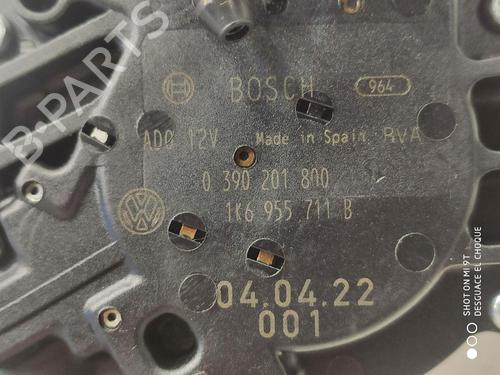 B-PARTS
BOSCH 964
ADC 12V Made in Spain RVA
0 390 201 800
1K6 955 711 B
04.04.22
001
SHOT ON MI 9T
DESGUACE EL CHOQUE